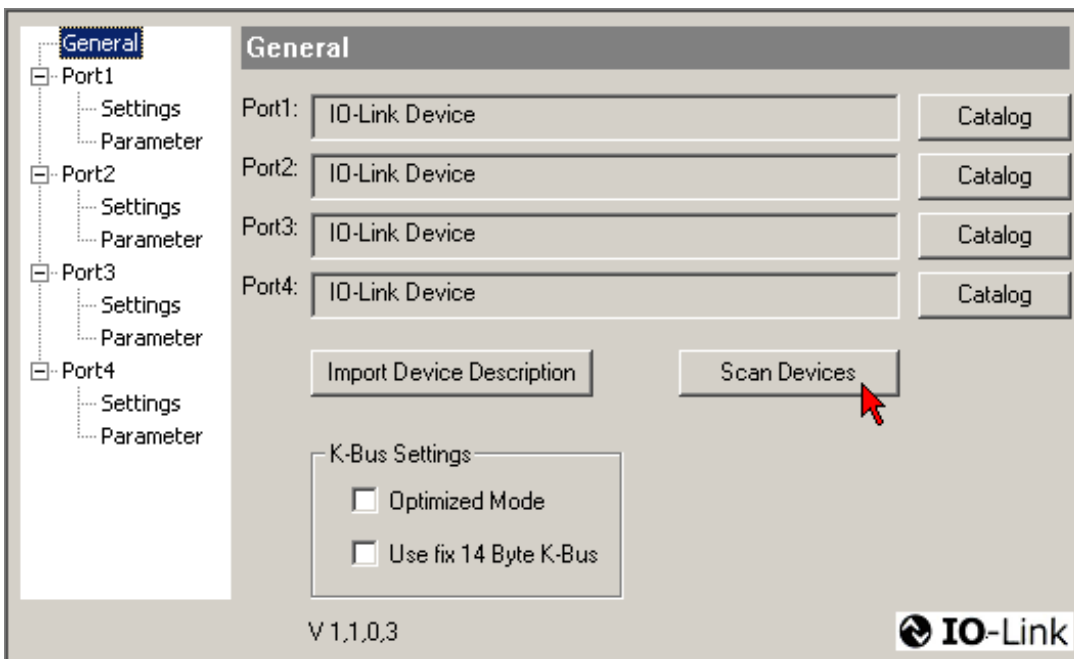 General
Port1
Settings
Parameter
Port2
Settings
Parameter
Port3
Settings
Parameter
Port4
Settings
Parameter
General
Port1: IO-Link Device Catalog
Port2: IO-Link Device Catalog
Port3: IO-Link Device Catalog
Port4: IO-Link Device Catalog
Import Device Description Scan Devices
K-Bus Settings
Optimized Mode
Use fix 14 Byte K-Bus
V 1,1,0,3
IO-Link